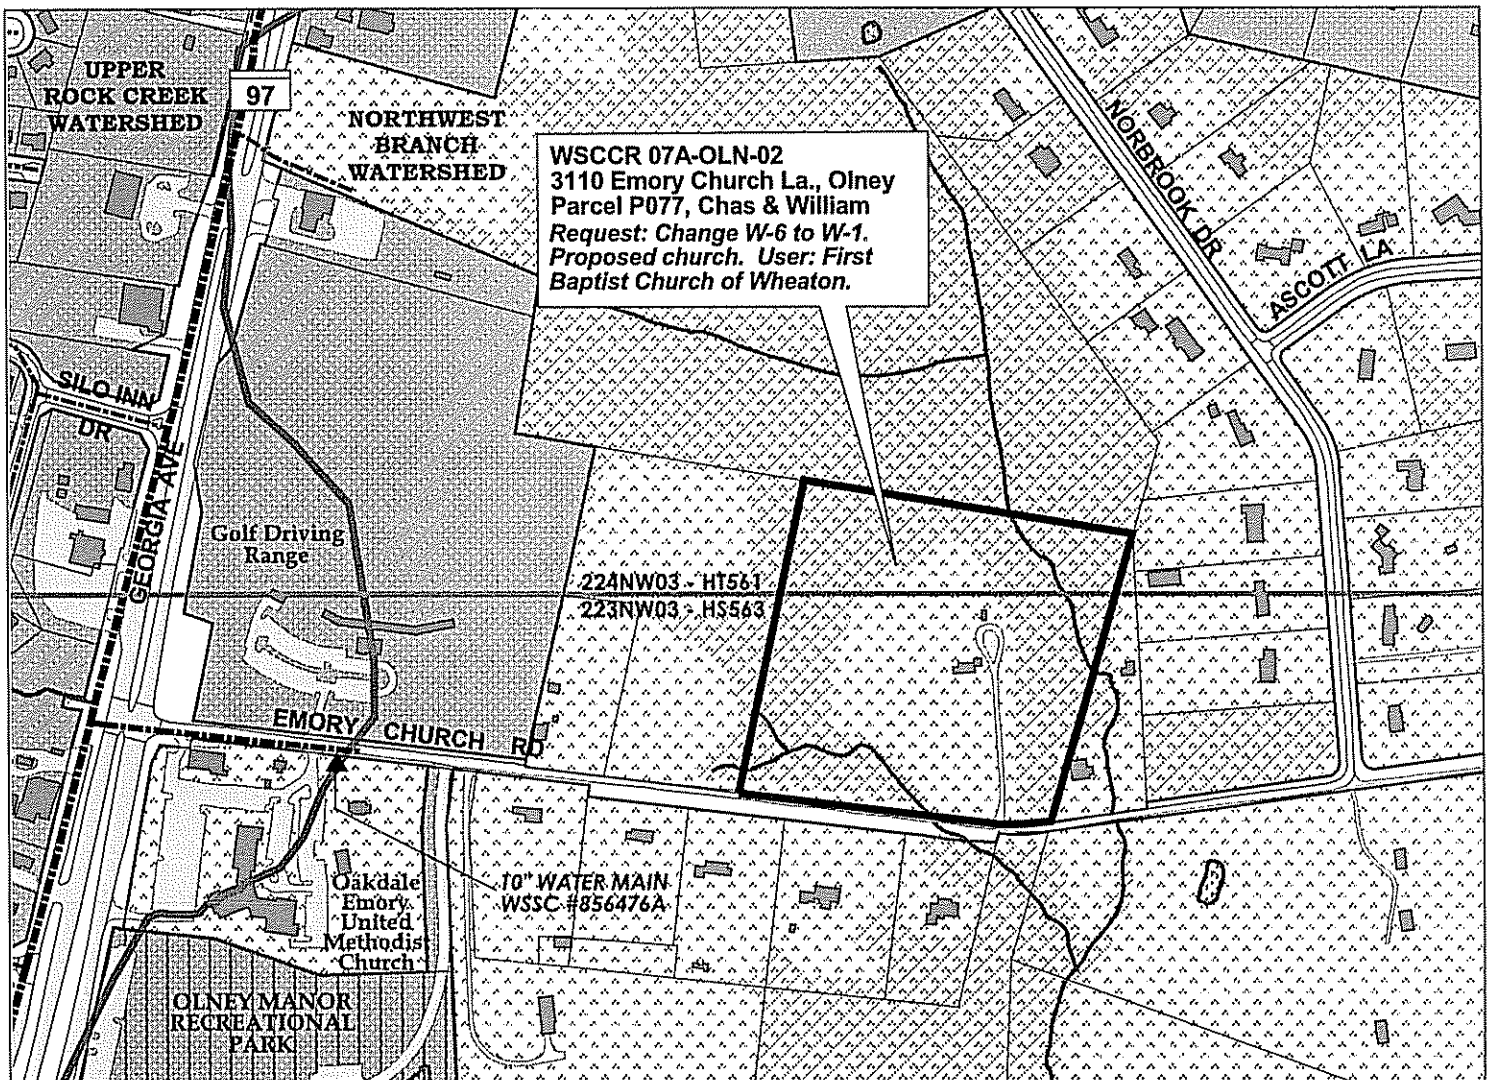 UPPER
ROCK CREEK
WATERSHED
97
NORTHWEST
BRANCH
WATERSHED
WSCCR 07A-OLN-02
3110 Emory Church La., Olney
Parcel P077, Chas & William
Request: Change W-6 to W-1.
Proposed church. User: First
Baptist Church of Wheaton.
NORBROOK DR
ASCOTT LA
SILO INN
DR
GEORGIA AVE
Golf Driving
Range
224NW03 - HT561
223NW03 - HS563
EMORY CHURCH RD
10" WATER MAIN
WSSC #856476A
Oakdale
Emory
United
Methodist
Church
OLNEY MANOR
RECREATIONAL
PARK